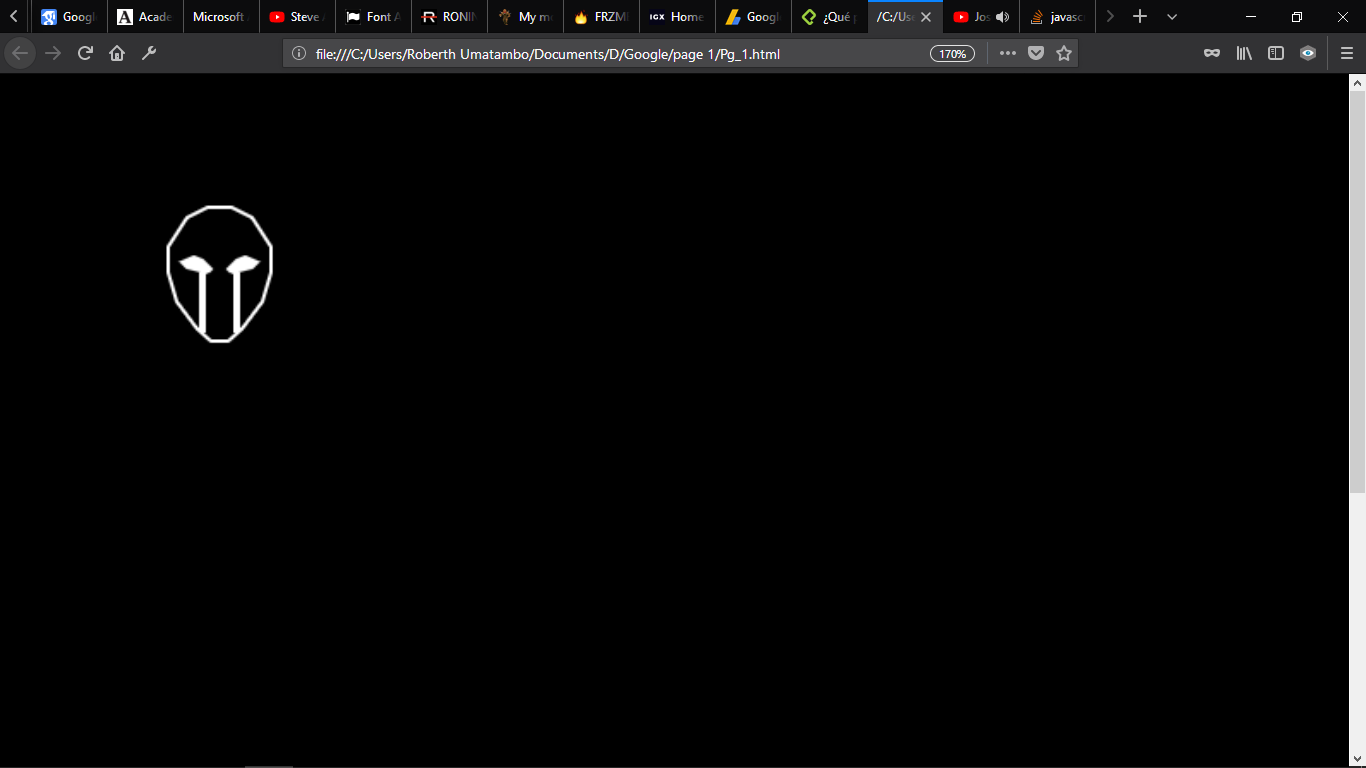 Googl Acade Microsoft Steve Font A RONIN My m FRZM IGX Home Googl ¿Qué /C:/Use Jos javasc
file:///C:/Users/Roberth Umatambo/Documents/D/Google/page 1/Pg_1.html 170%